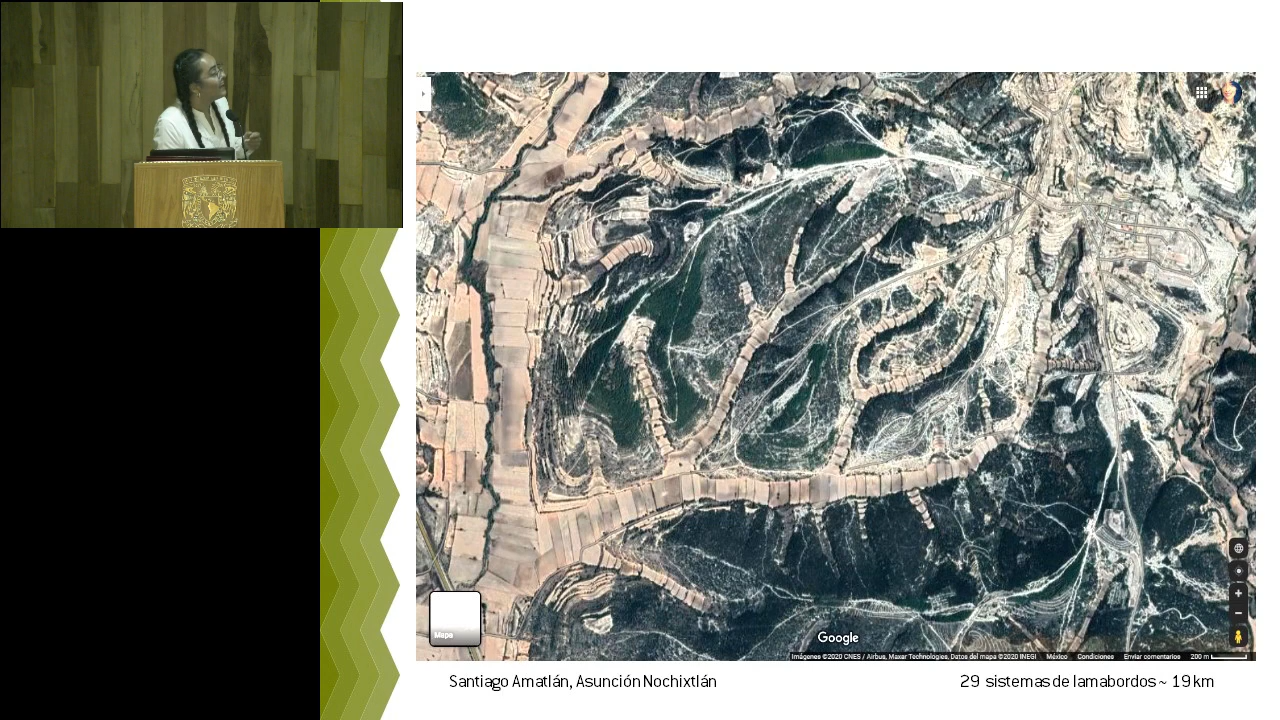 Mapa
Google
Imágenes ©2020 CNES / Airbus, Maxar Technologies, Datos del mapa ©2020 INEGI México Condiciones Enviar comentarios 200 m
Santiago Amatlán, Asunción Nochixtlán
29 sistemas de lamabordos ~ 19 km